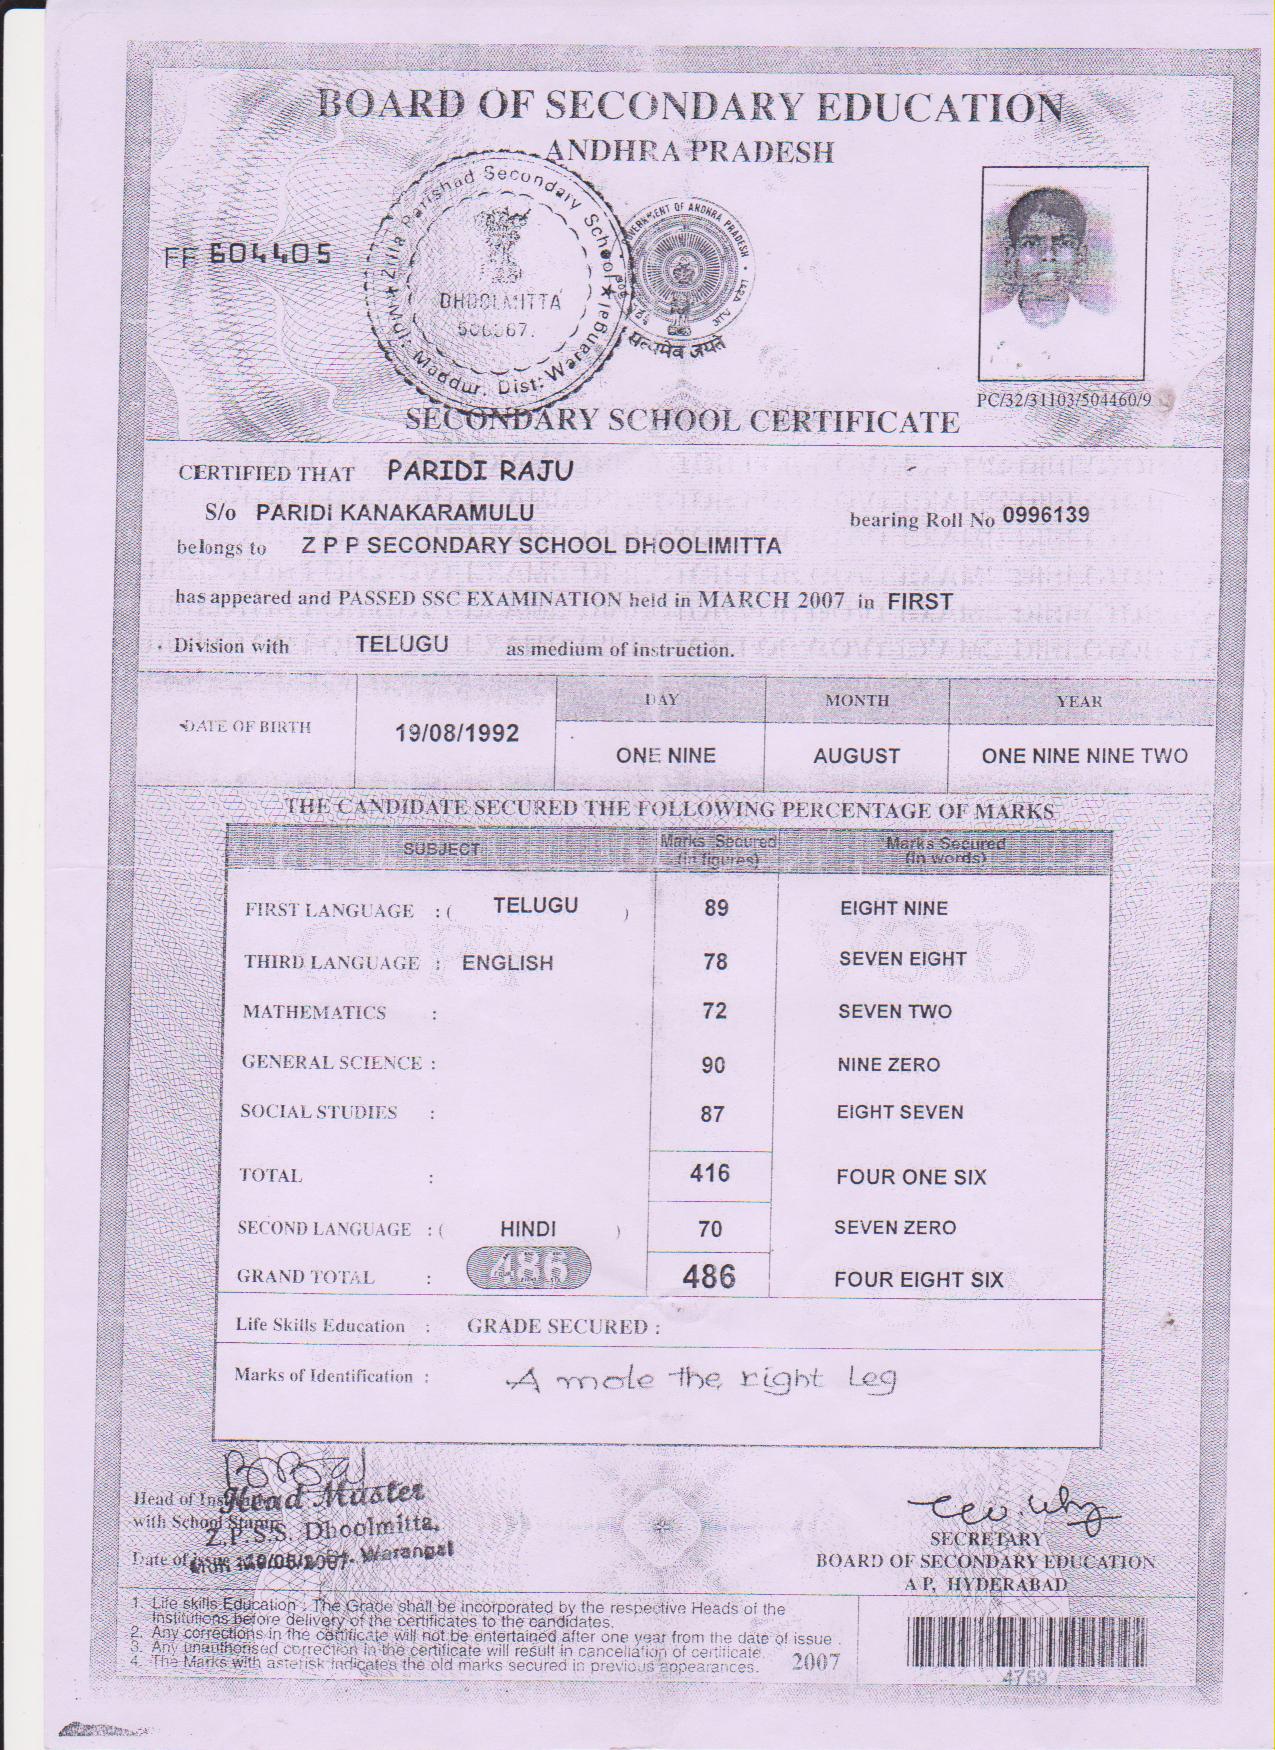 BOARD OF SECONDARY EDUCATION
ANDHRA PRADESH
FF 604405
Zilla Parishad Secondary School
DHOOLMITTA
506367.
Mdl: Maddur, Dist: Warangal
GOVERNMENT OF ANDHRA PRADESH
सत्यमेव जयते
PC/32/31103/504460/9
SECONDARY SCHOOL CERTIFICATE
CERTIFIED THAT PARIDI RAJU
S/o PARIDI KANAKARAMULU bearing Roll No 0996139
belongs to Z P P SECONDARY SCHOOL DHOOLIMITTA
has appeared and PASSED SSC EXAMINATION held in MARCH 2007 in FIRST
Division with TELUGU as medium of instruction.
DATE OF BIRTH 19/08/1992 DAY MONTH YEAR
ONE NINE AUGUST ONE NINE NINE TWO
THE CANDIDATE SECURED THE FOLLOWING PERCENTAGE OF MARKS
SUBJECT Marks Secured (in figures) Marks Secured (in words)
FIRST LANGUAGE : ( TELUGU ) 89 EIGHT NINE
THIRD LANGUAGE : ENGLISH 78 SEVEN EIGHT
MATHEMATICS : 72 SEVEN TWO
GENERAL SCIENCE : 90 NINE ZERO
SOCIAL STUDIES : 87 EIGHT SEVEN
TOTAL : 416 FOUR ONE SIX
SECOND LANGUAGE : ( HINDI ) 70 SEVEN ZERO
GRAND TOTAL : 486 486 FOUR EIGHT SIX
Life Skills Education : GRADE SECURED :
Marks of Identification : A mole the right Leg
Head of
with School Stamp
Head Master
Z.P.S.S. Dhoolmitta,
Date of issue Warangal
SECRETARY
BOARD OF SECONDARY EDUCATION
A P, HYDERABAD
1. Life skills Education : The Grade shall be incorporated by the respective Heads of the
Institutions before delivery of the certificates to the candidates.
2. Any corrections in the certificate will not be entertained after one year from the date of issue .
3. Any unauthorised correction in the certificate will result in cancellation of certificate.
4. The Marks with asterisk indicates the old marks secured in previous appearances.
2007
4759